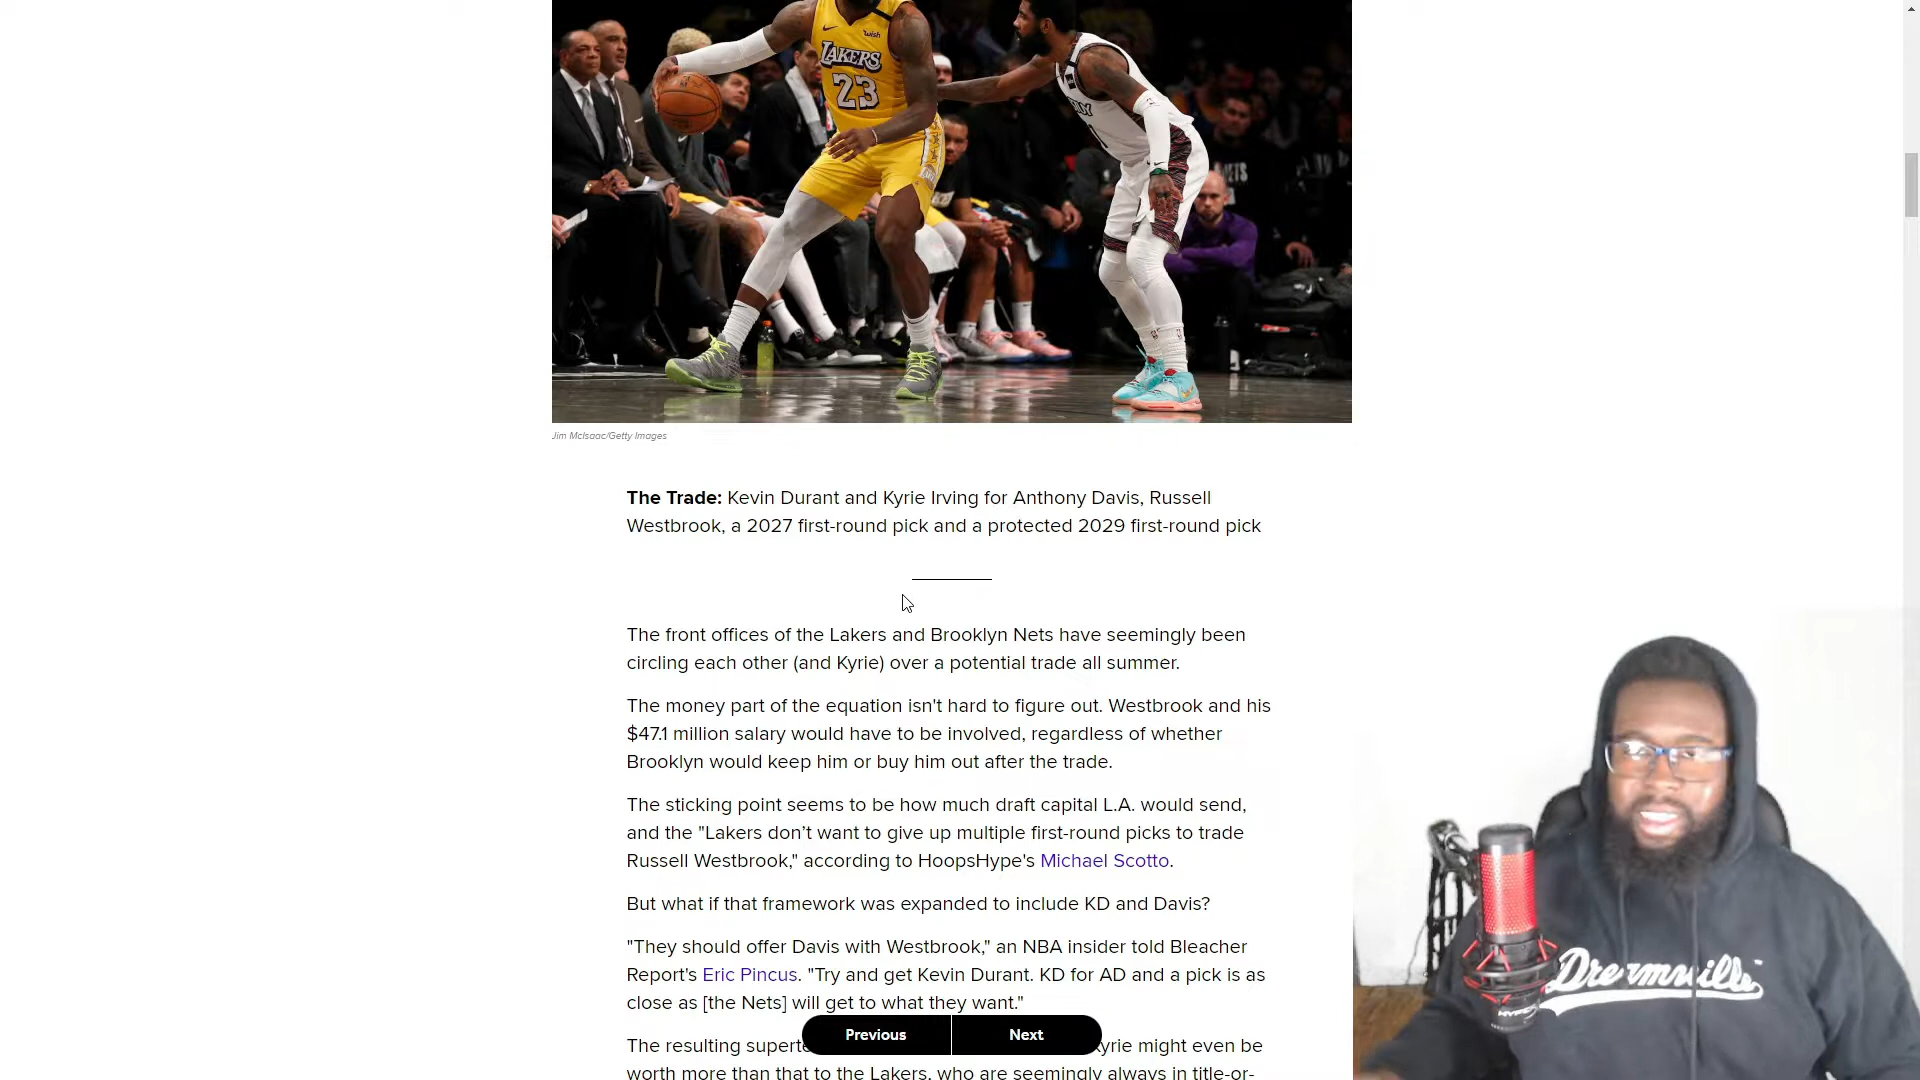 wish
LAKERS
23
Jim McIsaac/Getty Images
The Trade: Kevin Durant and Kyrie Irving for Anthony Davis, Russell
Westbrook, a 2027 first-round pick and a protected 2029 first-round pick
The front offices of the Lakers and Brooklyn Nets have seemingly been
circling each other (and Kyrie) over a potential trade all summer.
The money part of the equation isn't hard to figure out. Westbrook and his
$47.1 million salary would have to be involved, regardless of whether
Brooklyn would keep him or buy him out after the trade.
The sticking point seems to be how much draft capital L.A. would send,
and the "Lakers don’t want to give up multiple first-round picks to trade
Russell Westbrook," according to HoopsHype's Michael Scotto.
But what if that framework was expanded to include KD and Davis?
"They should offer Davis with Westbrook," an NBA insider told Bleacher
Report's Eric Pincus. "Try and get Kevin Durant. KD for AD and a pick is as
close as [the Nets] will get to what they want."
Previous Next
The resulting might even be
worth more than that to the Lakers, who are seemingly always in title-or-
Dreamville
HYPERX